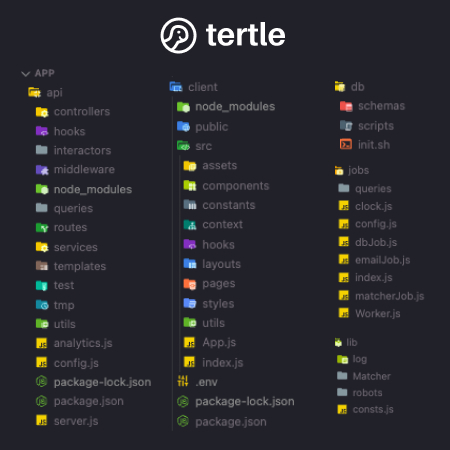 tertle
APP
api
controllers
hooks
interactors
middleware
node_modules
queries
routes
services
templates
test
tmp
utils
analytics.js
config.js
package-lock.json
package.json
server.js
client
node_modules
public
src
assets
components
constants
context
hooks
layouts
pages
styles
utils
App.js
index.js
.env
package-lock.json
package.json
db
schemas
scripts
init.sh
jobs
queries
clock.js
config.js
dbJob.js
emailJob.js
index.js
matcherJob.js
Worker.js
lib
log
Matcher
robots
consts.js